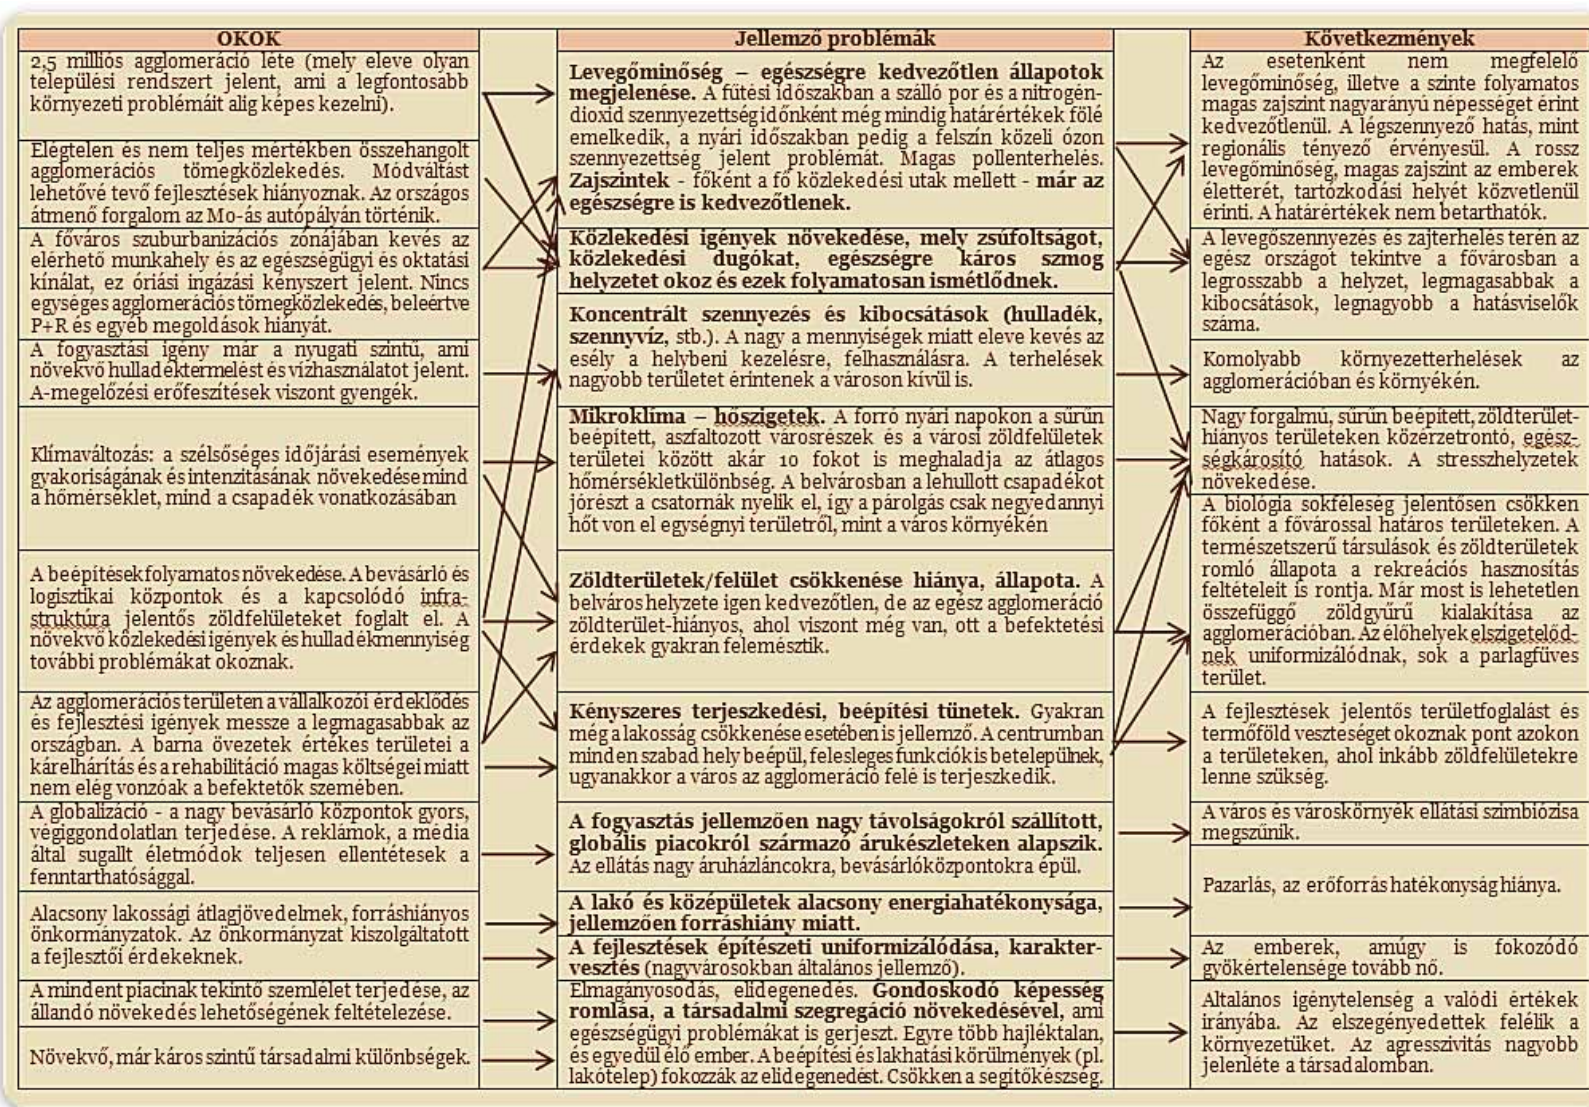 OKOK
2,5 milliós agglomeráció léte (mely eleve olyan
települési rendszert jelent, ami a legfontosabb
környezeti problémáit alig képes kezelni).
Elégtelen és nem teljes mértékben összehangolt
agglomerációs tömegközlekedés. Módváltást
lehetővé tevő fejlesztések hiányoznak. Az országos
átmenő forgalom az Mo-ás autópályán történik.
A főváros szuburbanizációs zónájában kevés az
elérhető munkahely és az egészségügyi és oktatási
kínálat, ez óriási ingázási kényszert jelent. Nincs
egységes agglomerációs tömegközlekedés, beleértve
P+R és egyéb megoldások hiányát.
A fogyasztási igény már a nyugati szintű, ami
növekvő hulladéktermelést és vízhasználatot jelent.
A-megelőzési erőfeszítések viszont gyengék.
Klímaváltozás: a szélsőséges időjárási események
gyakoriságának és intenzitásának növekedése mind
a hőmérséklet, mind a csapadék vonatkozásában
A beépítések folyamatos növekedése. A bevásárló és
logisztikai központok és a kapcsolódó infra-
struktúra jelentős zöldfelületeket foglalt el. A
növekvő közlekedési igények és hulladékmennyiség
további problémákat okoznak.
Az agglomerációs területen a vállalkozói érdeklődés
és fejlesztési igények messze a legmagasabbak az
országban. A barna övezetek értékes területei a
kárelhárítás és a rehabilitáció magas költségei miatt
nem elég vonzóak a befektetők szemében.
A globalizáció - a nagy bevásárló központok gyors,
végiggondolatlan terjedése. A reklámok, a média
által sugallt életmódok teljesen ellentétesek a
fenntarthatósággal.
Alacsony lakossági átlagjövedelmek, forráshiányos
önkormányzatok. Az önkormányzat kiszolgáltatott
a fejlesztői érdekeknek.
A mindent piacinak tekintő szemlélet terjedése, az
állandó növekedés lehetőségének feltételezése.
Növekvő, már káros szintű társadalmi különbségek.
Jellemző problémák
Levegőminőség – egészségre kedvezőtlen állapotok
megjelenése. A fűtési időszakban a szálló por és a nitrogén-
dioxid szennyezettség időnként még mindig határértékek fölé
emelkedik, a nyári időszakban pedig a felszín közeli ózon
szennyezettség jelent problémát. Magas pollenterhelés.
Zajszintek - főként a fő közlekedési utak mellett - már az
egészségre is kedvezőtlenek.
Közlekedési igények növekedése, mely zsúfoltságot,
közlekedési dugókat, egészségre káros szmog
helyzetet okoz és ezek folyamatosan ismétlődnek.
Koncentrált szennyezés és kibocsátások (hulladék,
szennyvíz, stb.). A nagy a mennyiségek miatt eleve kevés az
esély a helybeni kezelésre, felhasználásra. A terhelések
nagyobb területet érintenek a városon kívül is.
Mikroklíma – hőszigetek. A forró nyári napokon a sűrűn
beépített, aszfaltozott városrészek és a városi zöldfelületek
területei között akár 10 fokot is meghaladja az átlagos
hőmérsékletkülönbség. A belvárosban a lehullott csapadékot
jórészt a csatornák nyelik el, így a párolgás csak negyedannyi
hőt von el egységnyi területről, mint a város környékén
Zöldterületek/felület csökkenése hiánya, állapota. A
belváros helyzete igen kedvezőtlen, de az egész agglomeráció
zöldterület-hiányos, ahol viszont még van, ott a befektetési
érdekek gyakran felemésztik.
Kényszeres terjeszkedési, beépítési tünetek. Gyakran
még a lakosság csökkenése esetében is jellemző. A centrumban
minden szabad hely beépül, felesleges funkciók is betelepülnek,
ugyanakkor a város az agglomeráció felé is terjeszkedik.
A fogyasztás jellemzően nagy távolságokról szállított,
globális piacokról származó árukészleteken alapszik.
Az ellátás nagy áruházláncokra, bevásárlóközpontokra épül.
A lakó és középületek alacsony energiahatékonysága,
jellemzően forráshiány miatt.
A fejlesztések építészeti uniformizálódása, karakter-
vesztés (nagyvárosokban általános jellemző).
Elmagányosodás, elidegenedés. Gondoskodó képesség
romlása, a társadalmi szegregáció növekedésével, ami
egészségügyi problémákat is gerjeszt. Egyre több hajléktalan,
és egyedül élő ember. A beépítési és lakhatási körülmények (pl.
lakótelep) fokozzák az elidegenedést. Csökken a segítőkészség.
Következmények
Az esetenként nem megfelelő
levegőminőség, illetve a szinte folyamatos
magas zajszint nagyarányú népességet érint
kedvezőtlenül. A légszennyező hatás, mint
regionális tényező érvényesül. A rossz
levegőminőség, magas zajszint az emberek
életterét, tartózkodási helyét közvetlenül
érinti. A határértékek nem betarthatók.
A levegőszennyezés és zajterhelés terén az
egész országot tekintve a fővárosban a
legrosszabb a helyzet, legmagasabbak a
kibocsátások, legnagyobb a hatásviselők
száma.
Komolyabb környezetterhelések az
agglomerációban és környékén.
Nagy forgalmú, sűrűn beépített, zöldterület-
hiányos területeken közérzetrontó, egész-
ségkárosító hatások. A stresszhelyzetek
növekedése.
A biológia sokféleség jelentősen csökken
főként a fővárossal határos területeken. A
természetszerű társulások és zöldterületek
romló állapota a rekreációs hasznosítás
feltételeit is rontja. Már most is lehetetlen
összefüggő zöldgyűrű kialakítása az
agglomerációban. Az élőhelyek elszigetelőd-
nek uniformizálódnak, sok a parlagfüves
terület.
A fejlesztések jelentős területfoglalást és
termőföld veszteséget okoznak pont azokon
a területeken, ahol inkább zöldfelületekre
lenne szükség.
A város és városkörnyék ellátási szimbiózisa
megszűnik.
Pazarlás, az erőforrás hatékonyság hiánya.
Az emberek, amúgy is fokozódó
gyökértelensége tovább nő.
Általános igénytelenség a valódi értékek
irányába. Az elszegényedettek felélik a
környezetüket. Az agresszivitás nagyobb
jelenléte a társadalomban.